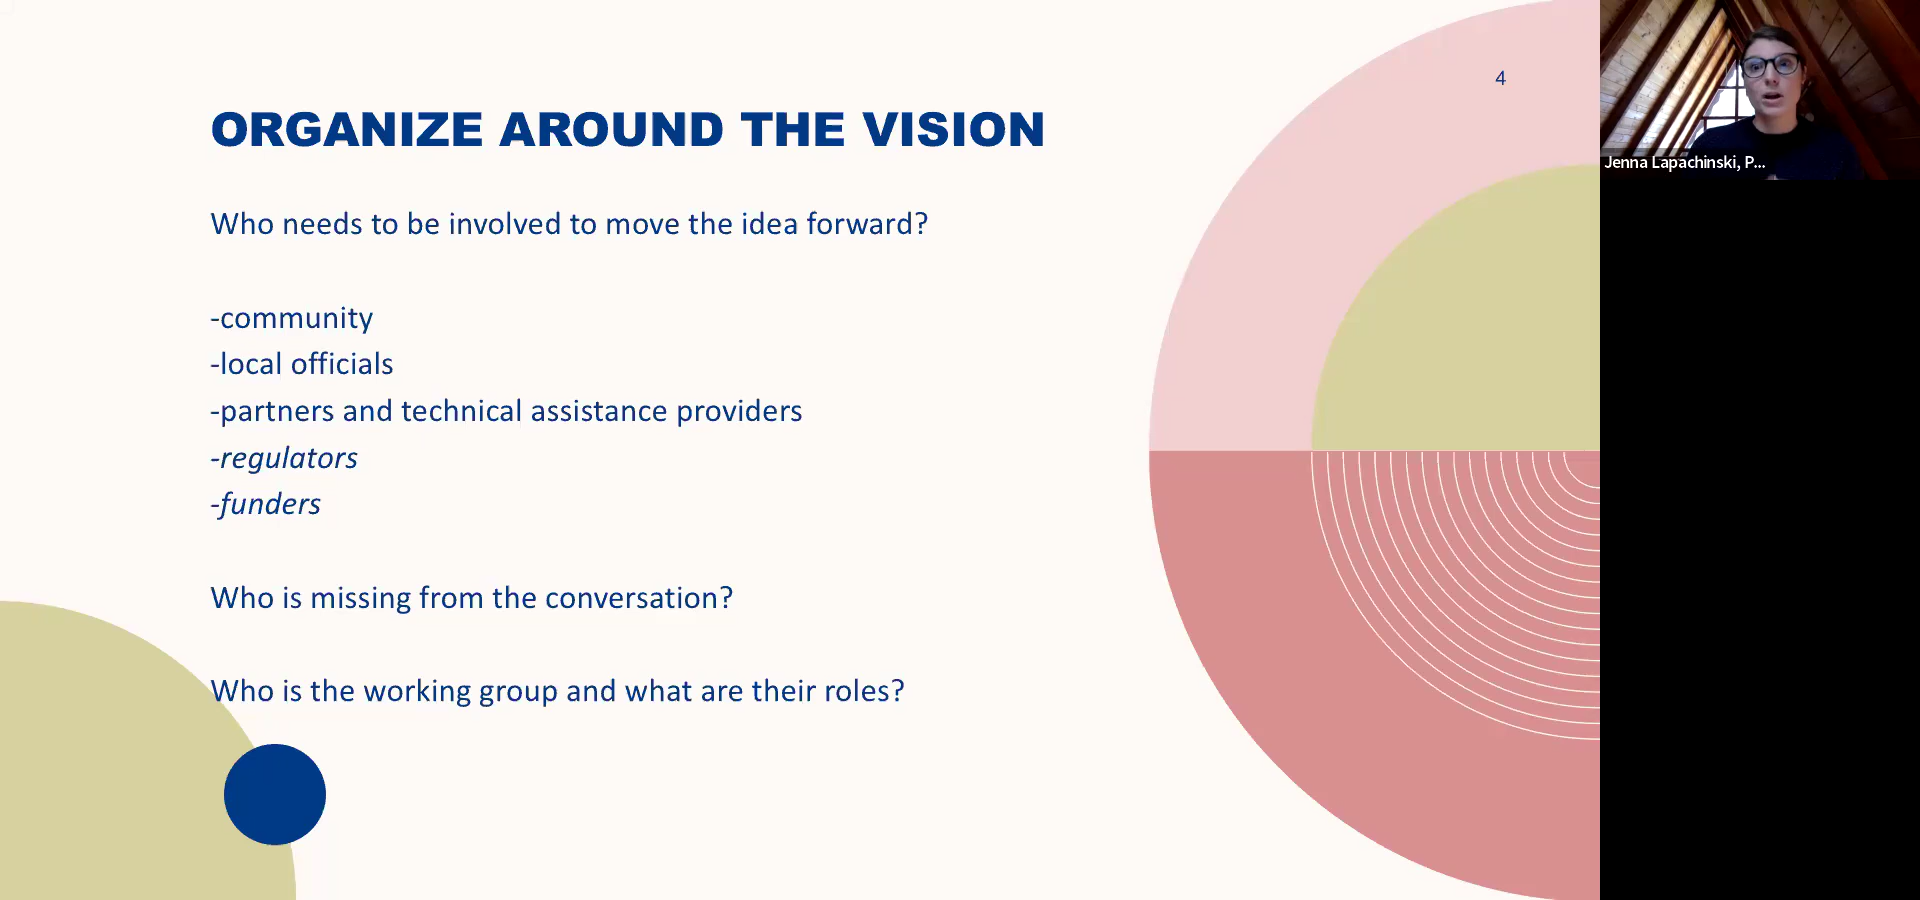 4
ORGANIZE AROUND THE VISION
Who needs to be involved to move the idea forward?
-community
-local officials
-partners and technical assistance providers
-regulators
-funders
Who is missing from the conversation?
Who is the working group and what are their roles?
Jenna Lapachinski, P...